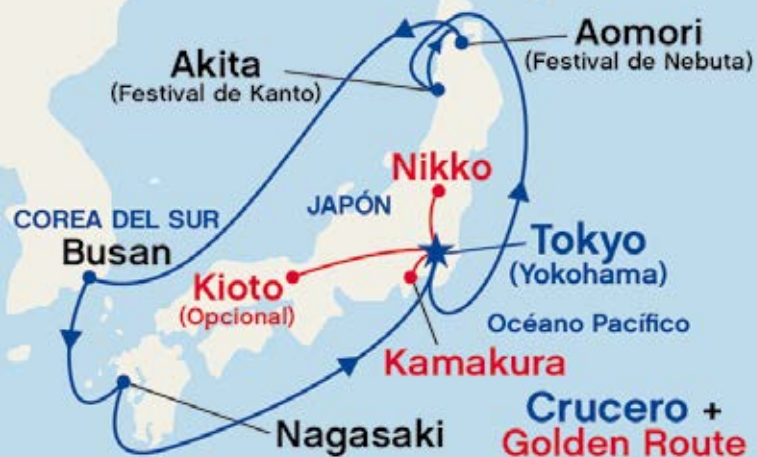 Aomori
(Festival de Nebuta)
Akita
(Festival de Kanto)
Nikko
JAPÓN
COREA DEL SUR
Busan
Tokyo
(Yokohama)
Kioto
(Opcional)
Océano Pacífico
Kamakura
Nagasaki
Crucero +
Golden Route